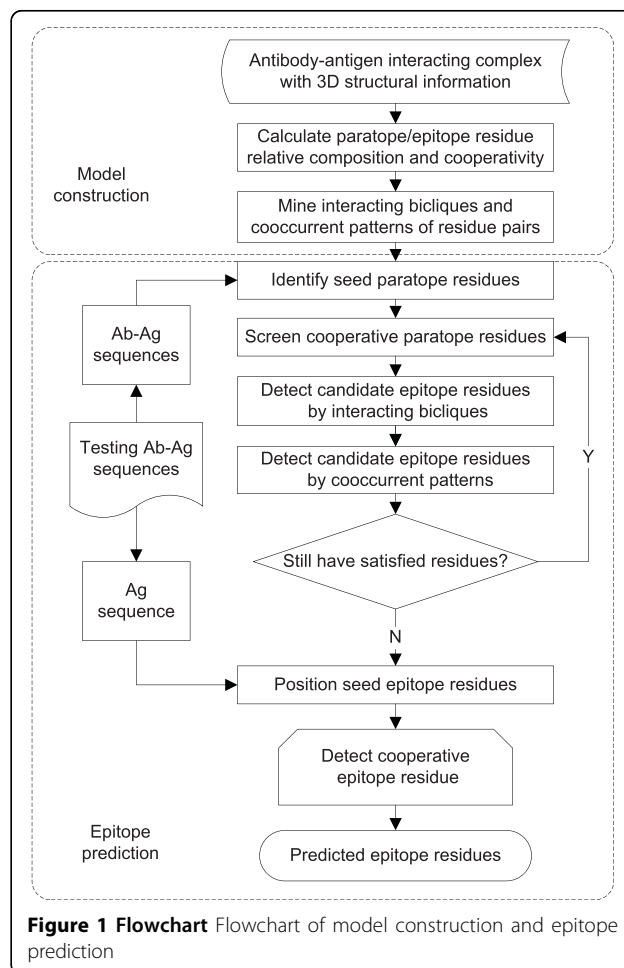 Antibody-antigen interacting complex
with 3D structural information
Calculate paratope/epitope residue
relative composition and cooperativity
Model
construction
Mine interacting bicliques and
cooccurrent patterns of residue pairs
Identify seed paratope residues
Ab-Ag
sequences
Screen cooperative paratope residues
Detect candidate epitope residues
by interacting bicliques
Testing Ab-Ag
sequences
Y
Detect candidate epitope residues
by cooccurrent patterns
Still have satisfied residues?
Ag
sequence
N
Position seed epitope residues
Detect cooperative
epitope residue
Epitope
prediction
Predicted epitope residues
Figure 1 Flowchart Flowchart of model construction and epitope
prediction